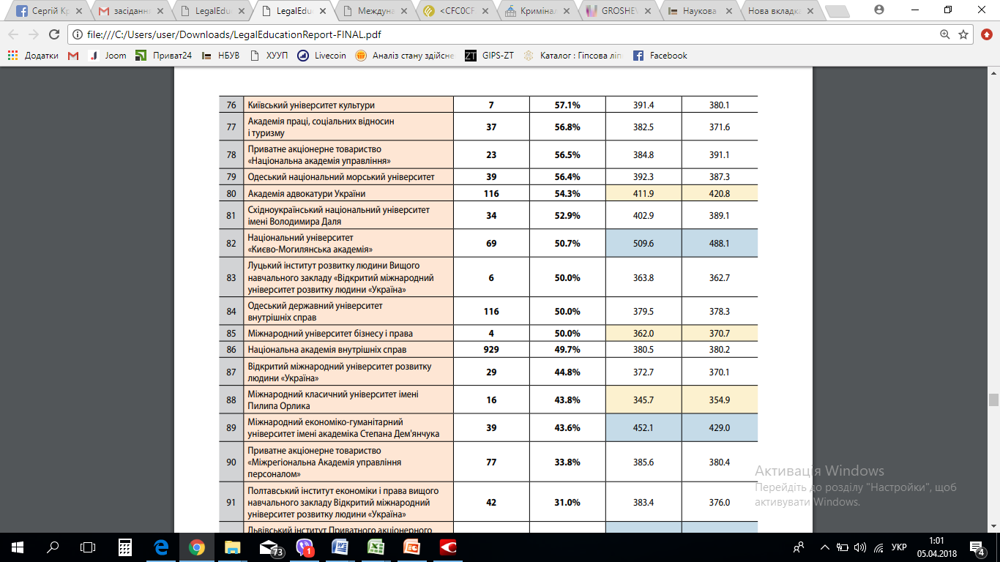 Сергій Кр
засідання
LegalEdu
LegalEdu
Междуна
<CFC0CF
Криміна
GROSHEV
Наукова
Нова вкладка
file:///C:/Users/user/Downloads/LegalEducationReport-FINAL.pdf
Додатки
Joom
Приват24
НБУВ
ХУУП
Livecoin
Аналіз стану здійсне
ZT GIPS-ZT
Каталог : Гіпсова ліп
Facebook
76 Київський університет культури 7 57.1% 391.4 380.1
77 Академія праці, соціальних відносин
і туризму 37 56.8% 382.5 371.6
78 Приватне акціонерне товариство
«Національна академія управління» 23 56.5% 384.8 391.1
79 Одеський національний морський університет 39 56.4% 392.3 387.3
80 Академія адвокатури України 116 54.3% 411.9 420.8
81 Східноукраїнський національний університет
імені Володимира Даля 34 52.9% 402.9 389.1
82 Національний університет
«Києво-Могилянська академія» 69 50.7% 509.6 488.1
83 Луцький інститут розвитку людини Вищого
навчального закладу «Відкритий міжнародний
університет розвитку людини «Україна» 6 50.0% 363.8 362.7
84 Одеський державний університет
внутрішніх справ 116 50.0% 379.5 378.3
85 Міжнародний університет бізнесу і права 4 50.0% 362.0 370.7
86 Національна академія внутрішніх справ 929 49.7% 380.5 380.2
87 Відкритий міжнародний університет розвитку
людини «Україна» 29 44.8% 372.7 370.1
88 Міжнародний класичний університет імені
Пилипа Орлика 16 43.8% 345.7 354.9
89 Міжнародний економіко-гуманітарний
університет імені академіка Степана Дем'янчука 39 43.6% 452.1 429.0
90 Приватне акціонерне товариство
«Міжрегіональна Академія управління
персоналом» 77 33.8% 385.6 380.4
91 Полтавський інститут економіки і права вищого
навчального закладу Відкритий міжнародний
університет розвитку людини «Україна» 42 31.0% 383.4 376.0
Львівський інститут Приватного акціонерного
Активація Windows
Перейдіть до розділу "Настройки", щоб
активувати Windows.
73
1
УКР
1:01
05.04.2018
4